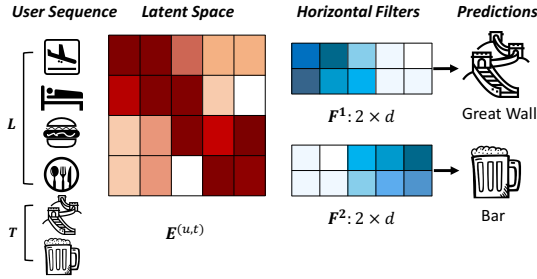 User Sequence Latent Space Horizontal Filters Predictions
L
F¹: 2 × d
Great Wall
T
E⁽ᵘ,ᵗ⁾
F²: 2 × d
Bar